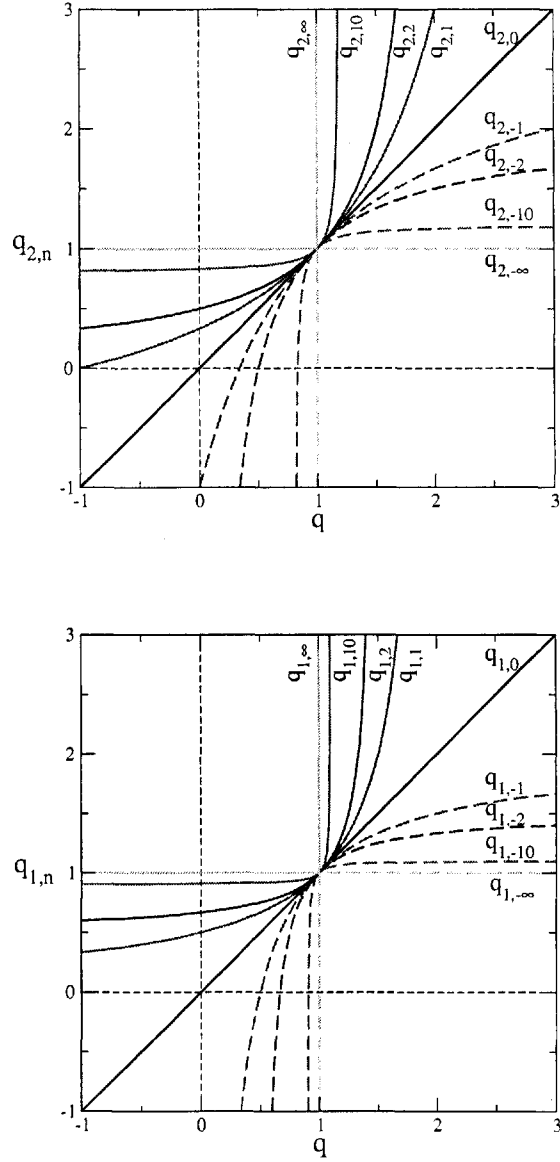 3
q2,∞
q2,10
q2,2
q2,1
q2,0
q2,-1
2
q2,-2
q2,-10
q2,n
1
q2,-∞
0
-1
-1 0 1 2 3
q
3
q1,∞
q1,10
q1,2
q1,1
q1,0
2
q1,-1
q1,-2
q1,-10
q1,n
1
q1,-∞
0
-1
-1 0 1 2 3
q